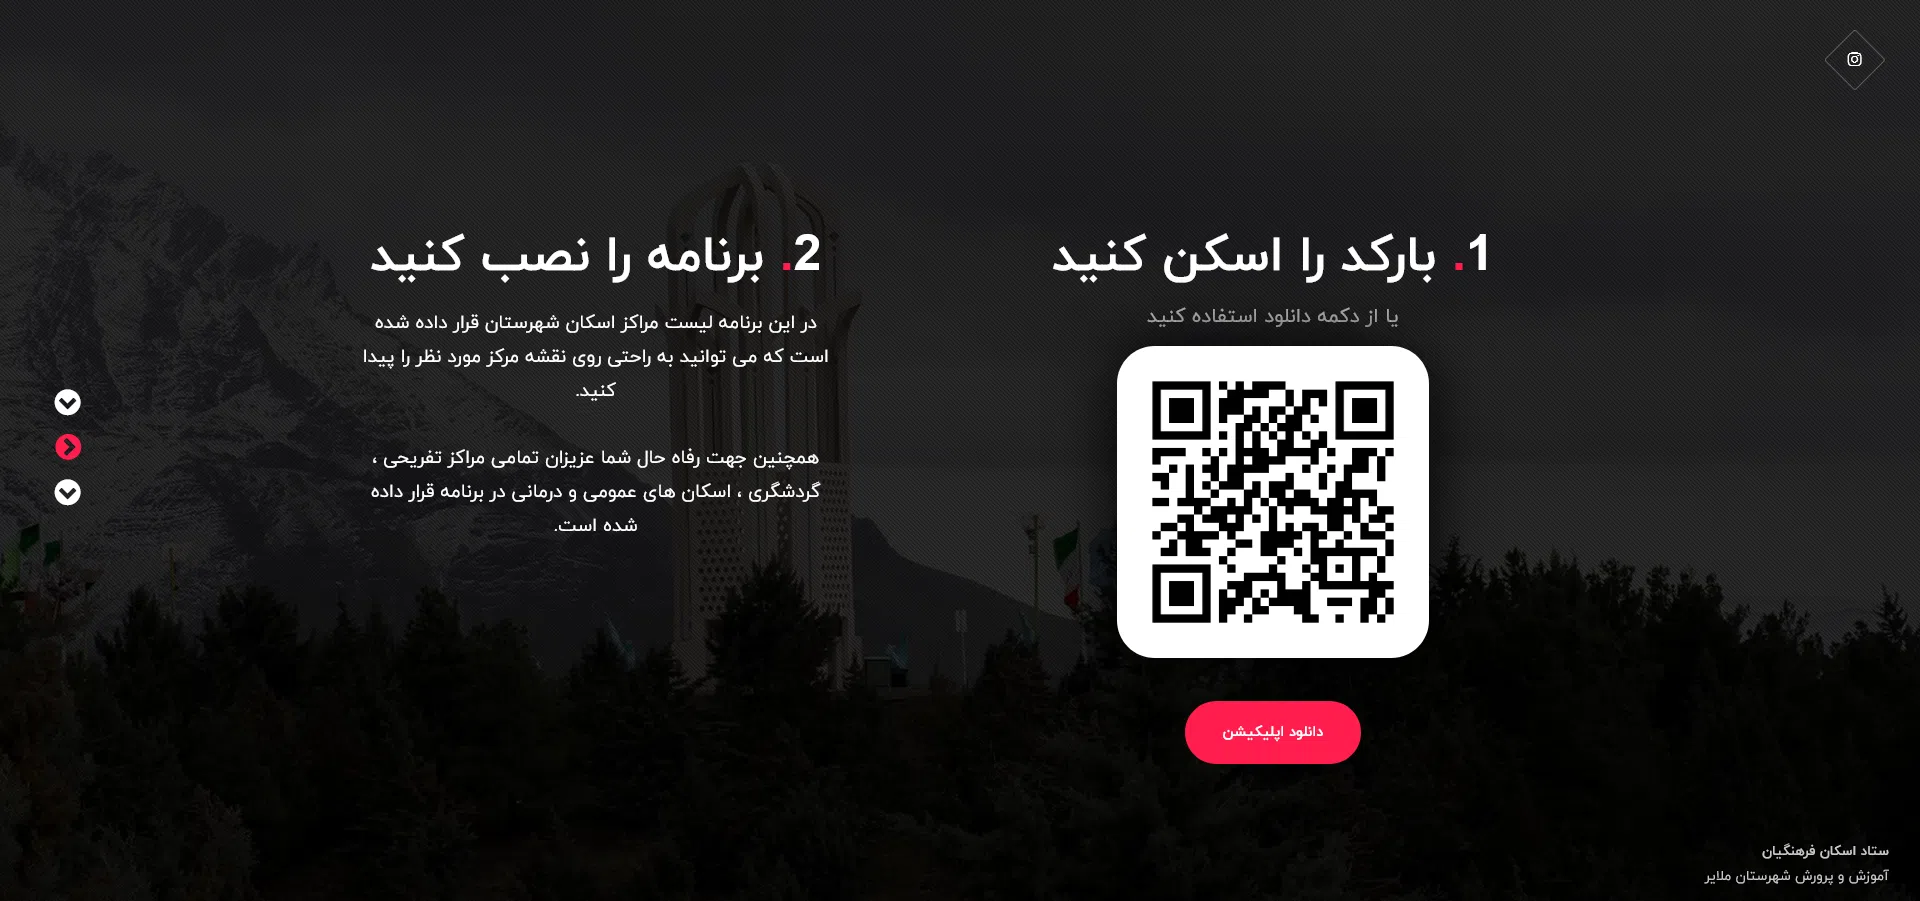 1. بارکد را اسکن کنید
یا از دکمه دانلود استفاده کنید
دانلود اپلیکیشن
2. برنامه را نصب کنید
در این برنامه لیست مراکز اسکان شهرستان قرار داده شده
است که می توانید به راحتی روی نقشه مرکز مورد نظر را پیدا
کنید.
همچنین جهت رفاه حال شما عزیزان تمامی مراکز تفریحی ،
گردشگری ، اسکان های عمومی و درمانی در برنامه قرار داده
شده است.
ستاد اسکان فرهنگیان
آموزش و پرورش شهرستان ملایر